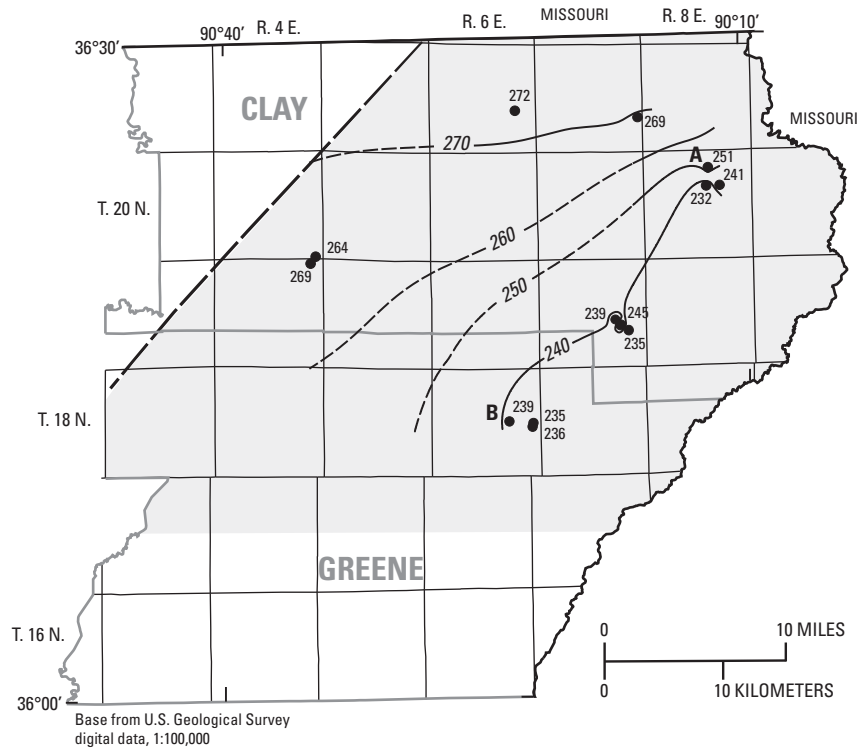 MISSOURI
R. 4 E.
R. 6 E.
R. 8 E.
90°40′
90°10′
36°30′
CLAY
272
269
MISSOURI
270
A
251
241
232
T. 20 N.
260
264
269
250
239
245
235
240
T. 18 N.
B
239
235
236
GREENE
T. 16 N.
0
10 MILES
0
10 KILOMETERS
36°00′
Base from U.S. Geological Survey
digital data, 1:100,000